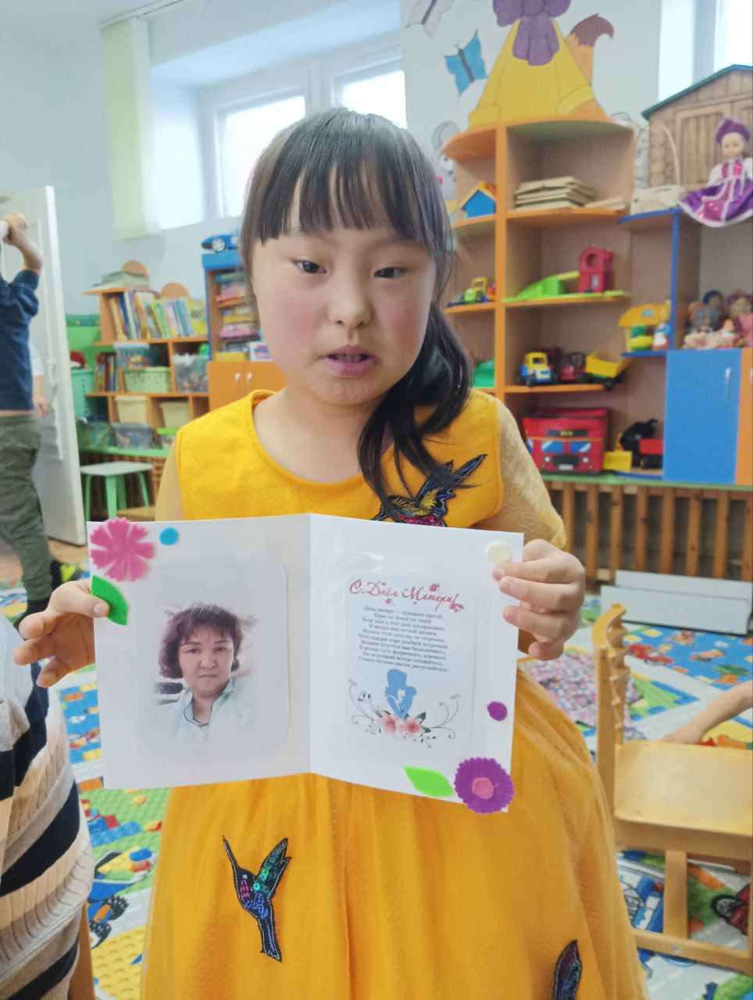 С Днём Матери!
День матери — праздник святой,
Один на Земле он такой.
Всех мам в этот день поздравляем,
И жизни вам вечной желаем.
Желаем чтоб дети вас не огорчали,
Чтоб каждое утро улыбкой встречали.
Желаем здоровья вам бесконечного,
В жизни пути безупречного, млечного.
Вы молодыми всегда оставайтесь,
Словно бутоны цветов распускайтесь!